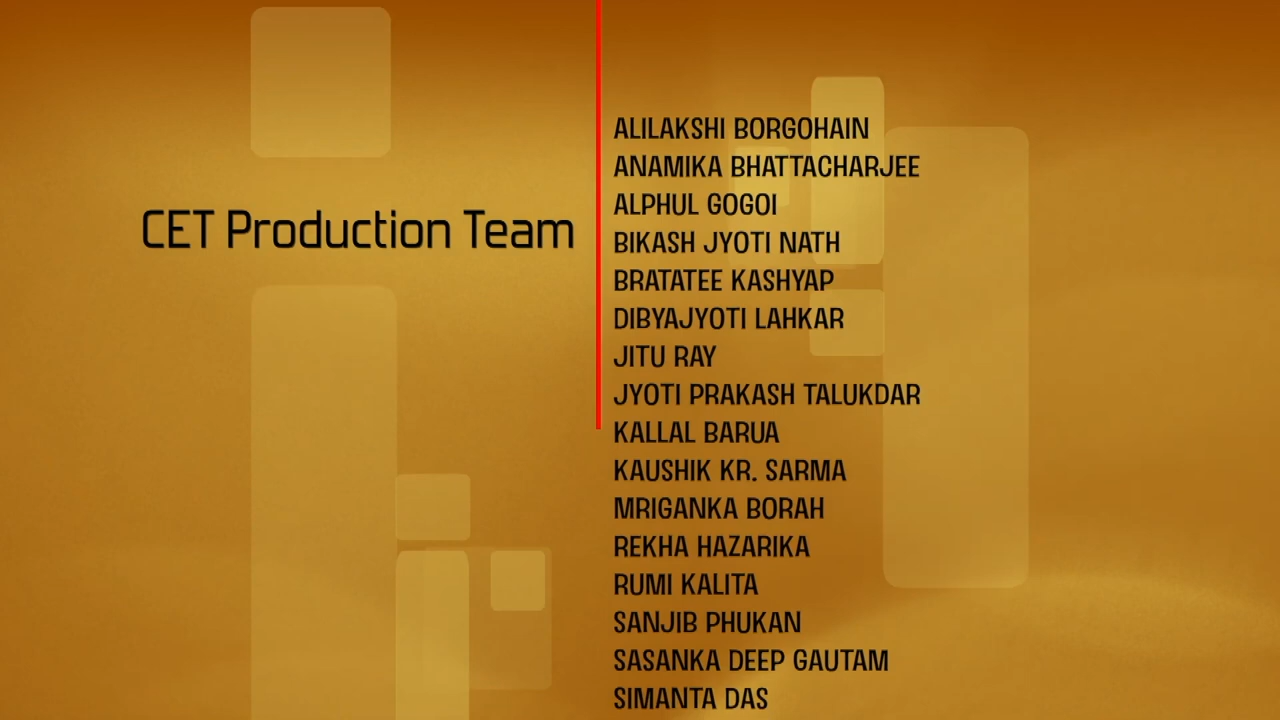 CET Production Team
ALILAKSHI BORGOHAIN
ANAMIKA BHATTACHARJEE
ALPHUL GOGOI
BIKASH JYOTI NATH
BRATATEE KASHYAP
DIBYAJYOTI LAHKAR
JITU RAY
JYOTI PRAKASH TALUKDAR
KALLAL BARUA
KAUSHIK KR. SARMA
MRIGANKA BORAH
REKHA HAZARIKA
RUMI KALITA
SANJIB PHUKAN
SASANKA DEEP GAUTAM
SIMANTA DAS